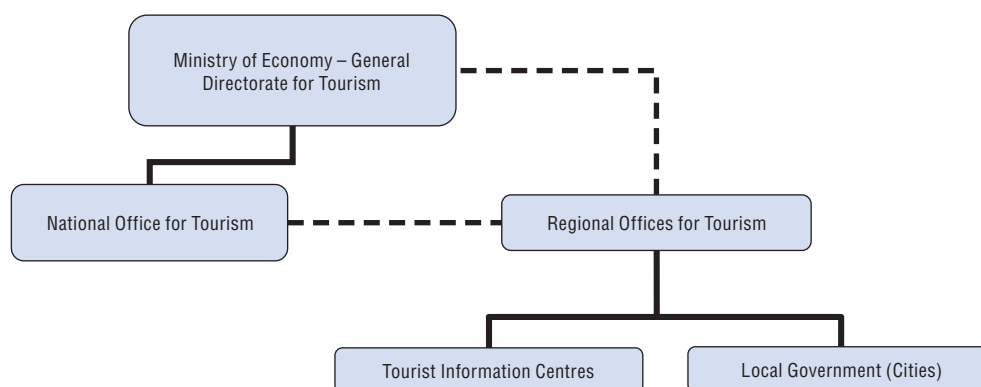 Ministry of Economy – General
Directorate for Tourism
National Office for Tourism
Regional Offices for Tourism
Tourist Information Centres
Local Government (Cities)